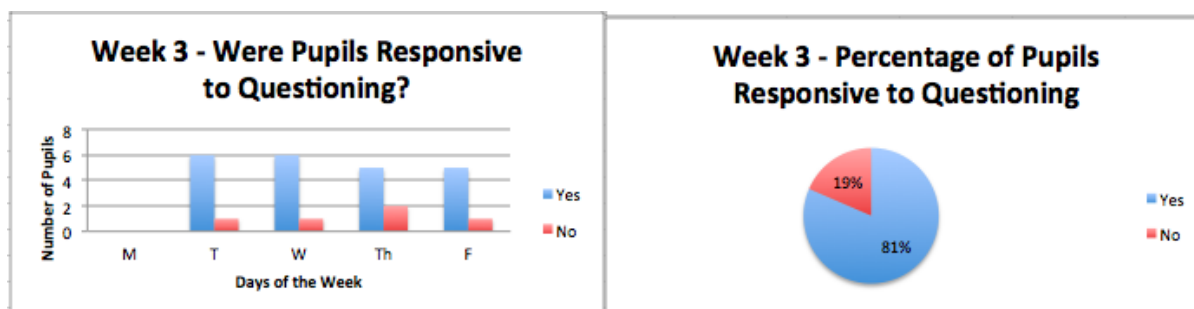 Week 3 - Were Pupils Responsive
to Questioning?
Number of Pupils
8
6
4
2
0
M T W Th F
Days of the Week
Yes
No
Week 3 - Percentage of Pupils
Responsive to Questioning
19%
81%
Yes
No